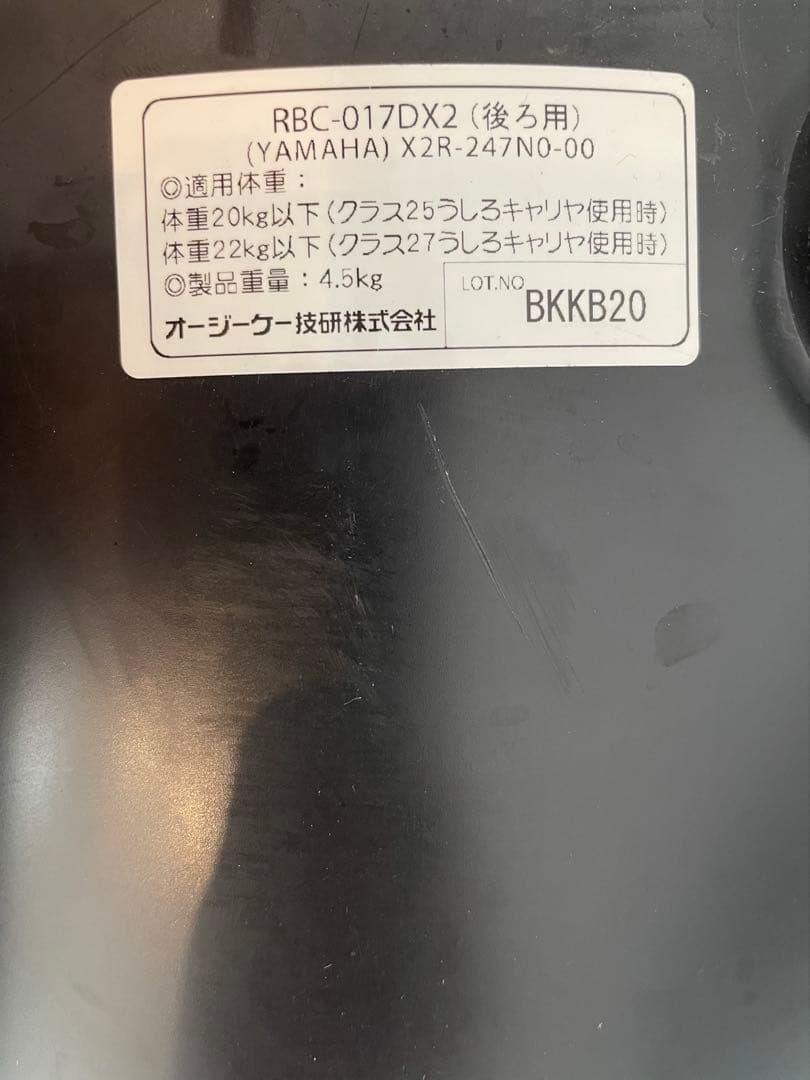 RBC-017DX2 (後ろ用)
(YAMAHA) X2R-247N0-00
◎適用体重：
体重20kg以下(クラス25うしろキャリヤ使用時)
体重22kg以下(クラス27うしろキャリヤ使用時)
◎製品重量：4.5kg
LOT.NO BKKB20
オージーケー技研株式会社